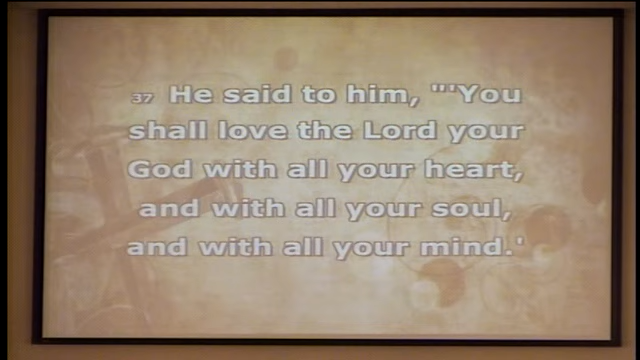 37 He said to him, "'You
shall love the Lord your
God with all your heart,
and with all your soul,
and with all your mind.'